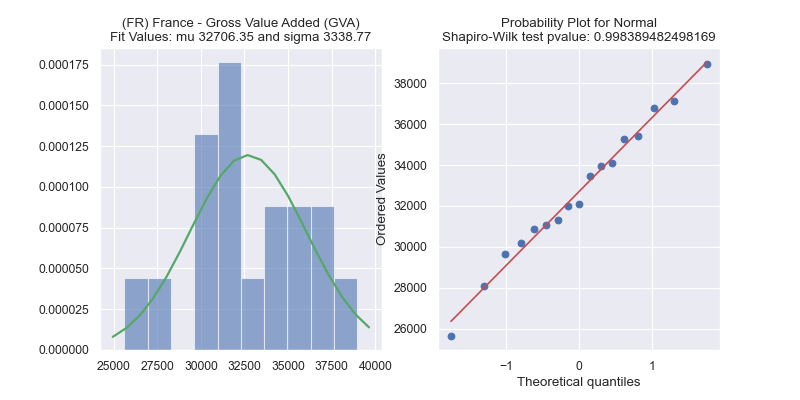 (FR) France - Gross Value Added (GVA)
Fit Values: mu 32706.35 and sigma 3338.77
0.000175
0.000150
0.000125
0.000100
0.000075
0.000050
0.000025
0.000000
25000 27500 30000 32500 35000 37500 40000
Probability Plot for Normal
Shapiro-Wilk test pvalue: 0.998389482498169
Ordered Values
38000
36000
34000
32000
30000
28000
26000
−1 0 1
Theoretical quantiles